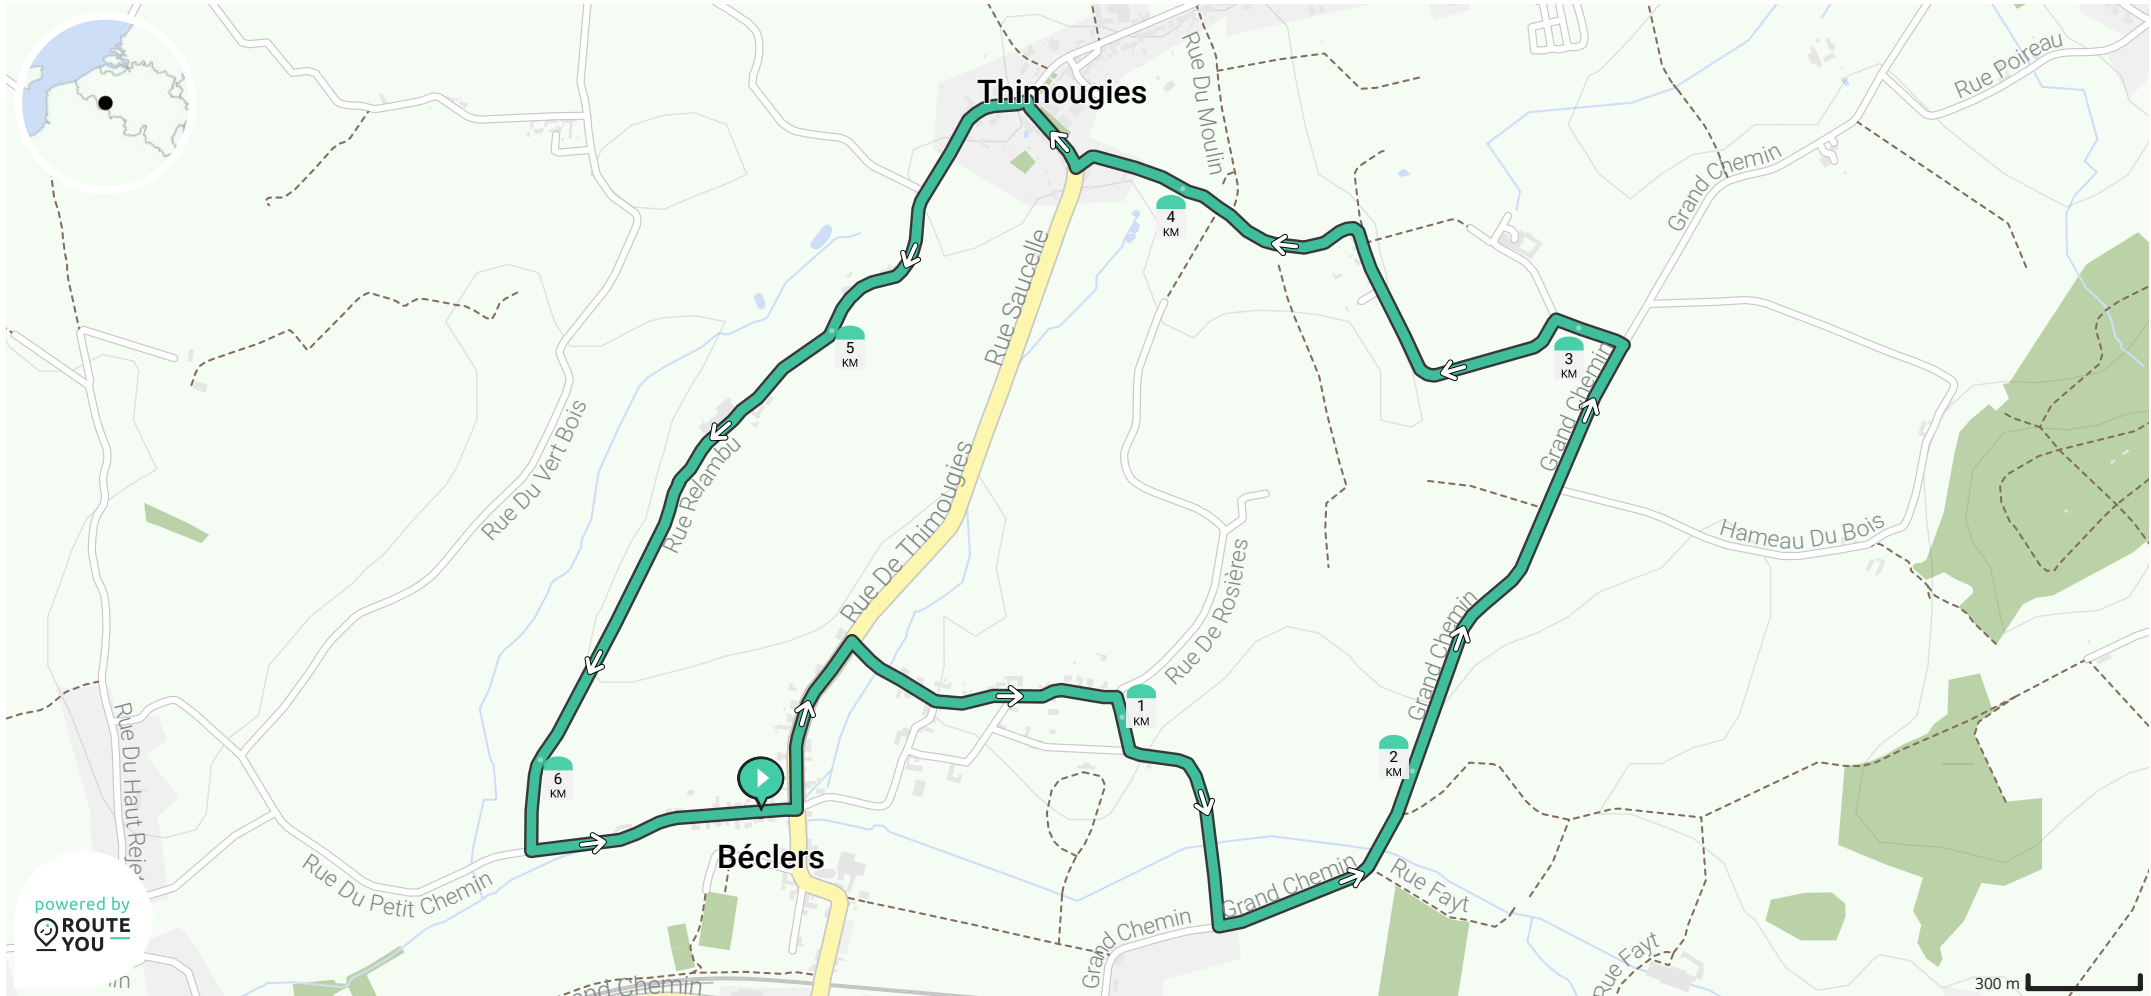 Thimougies
Rue Du Moulin
Rue Poireau
Grand Chemin
4
KM
Rue Saucelle
5
KM
3
KM
Grand Chemin
Rue Du Vert Bois
Rue Relambu
Rue De Thimougies
Hameau Du Bois
Rue De Rosières
Grand Chemin
1
KM
2
KM
6
KM
Rue Du Haut Rejet
Béclers
Rue Du Petit Chemin
Grand Chemin
Rue Fayt
Grand Chemin
Rue Fayt
powered by
ROUTE
YOU
in
and Chemin
300 m